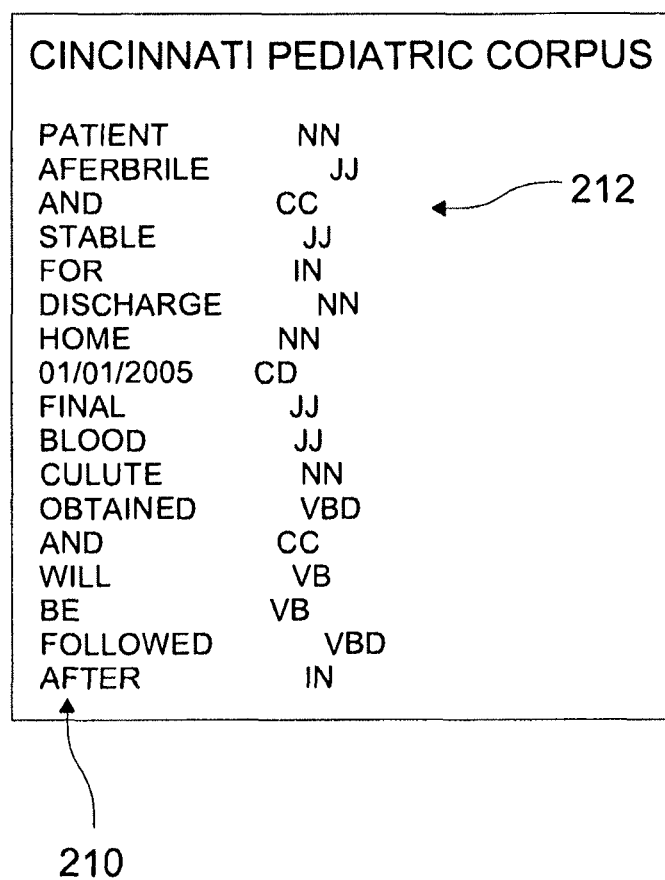 CINCINNATI PEDIATRIC CORPUS
PATIENT NN
AFERBRILE JJ
AND CC
212
STABLE JJ
FOR IN
DISCHARGE NN
HOME NN
01/01/2005 CD
FINAL JJ
BLOOD JJ
CULUTE NN
OBTAINED VBD
AND CC
WILL VB
BE VB
FOLLOWED VBD
AFTER IN
210